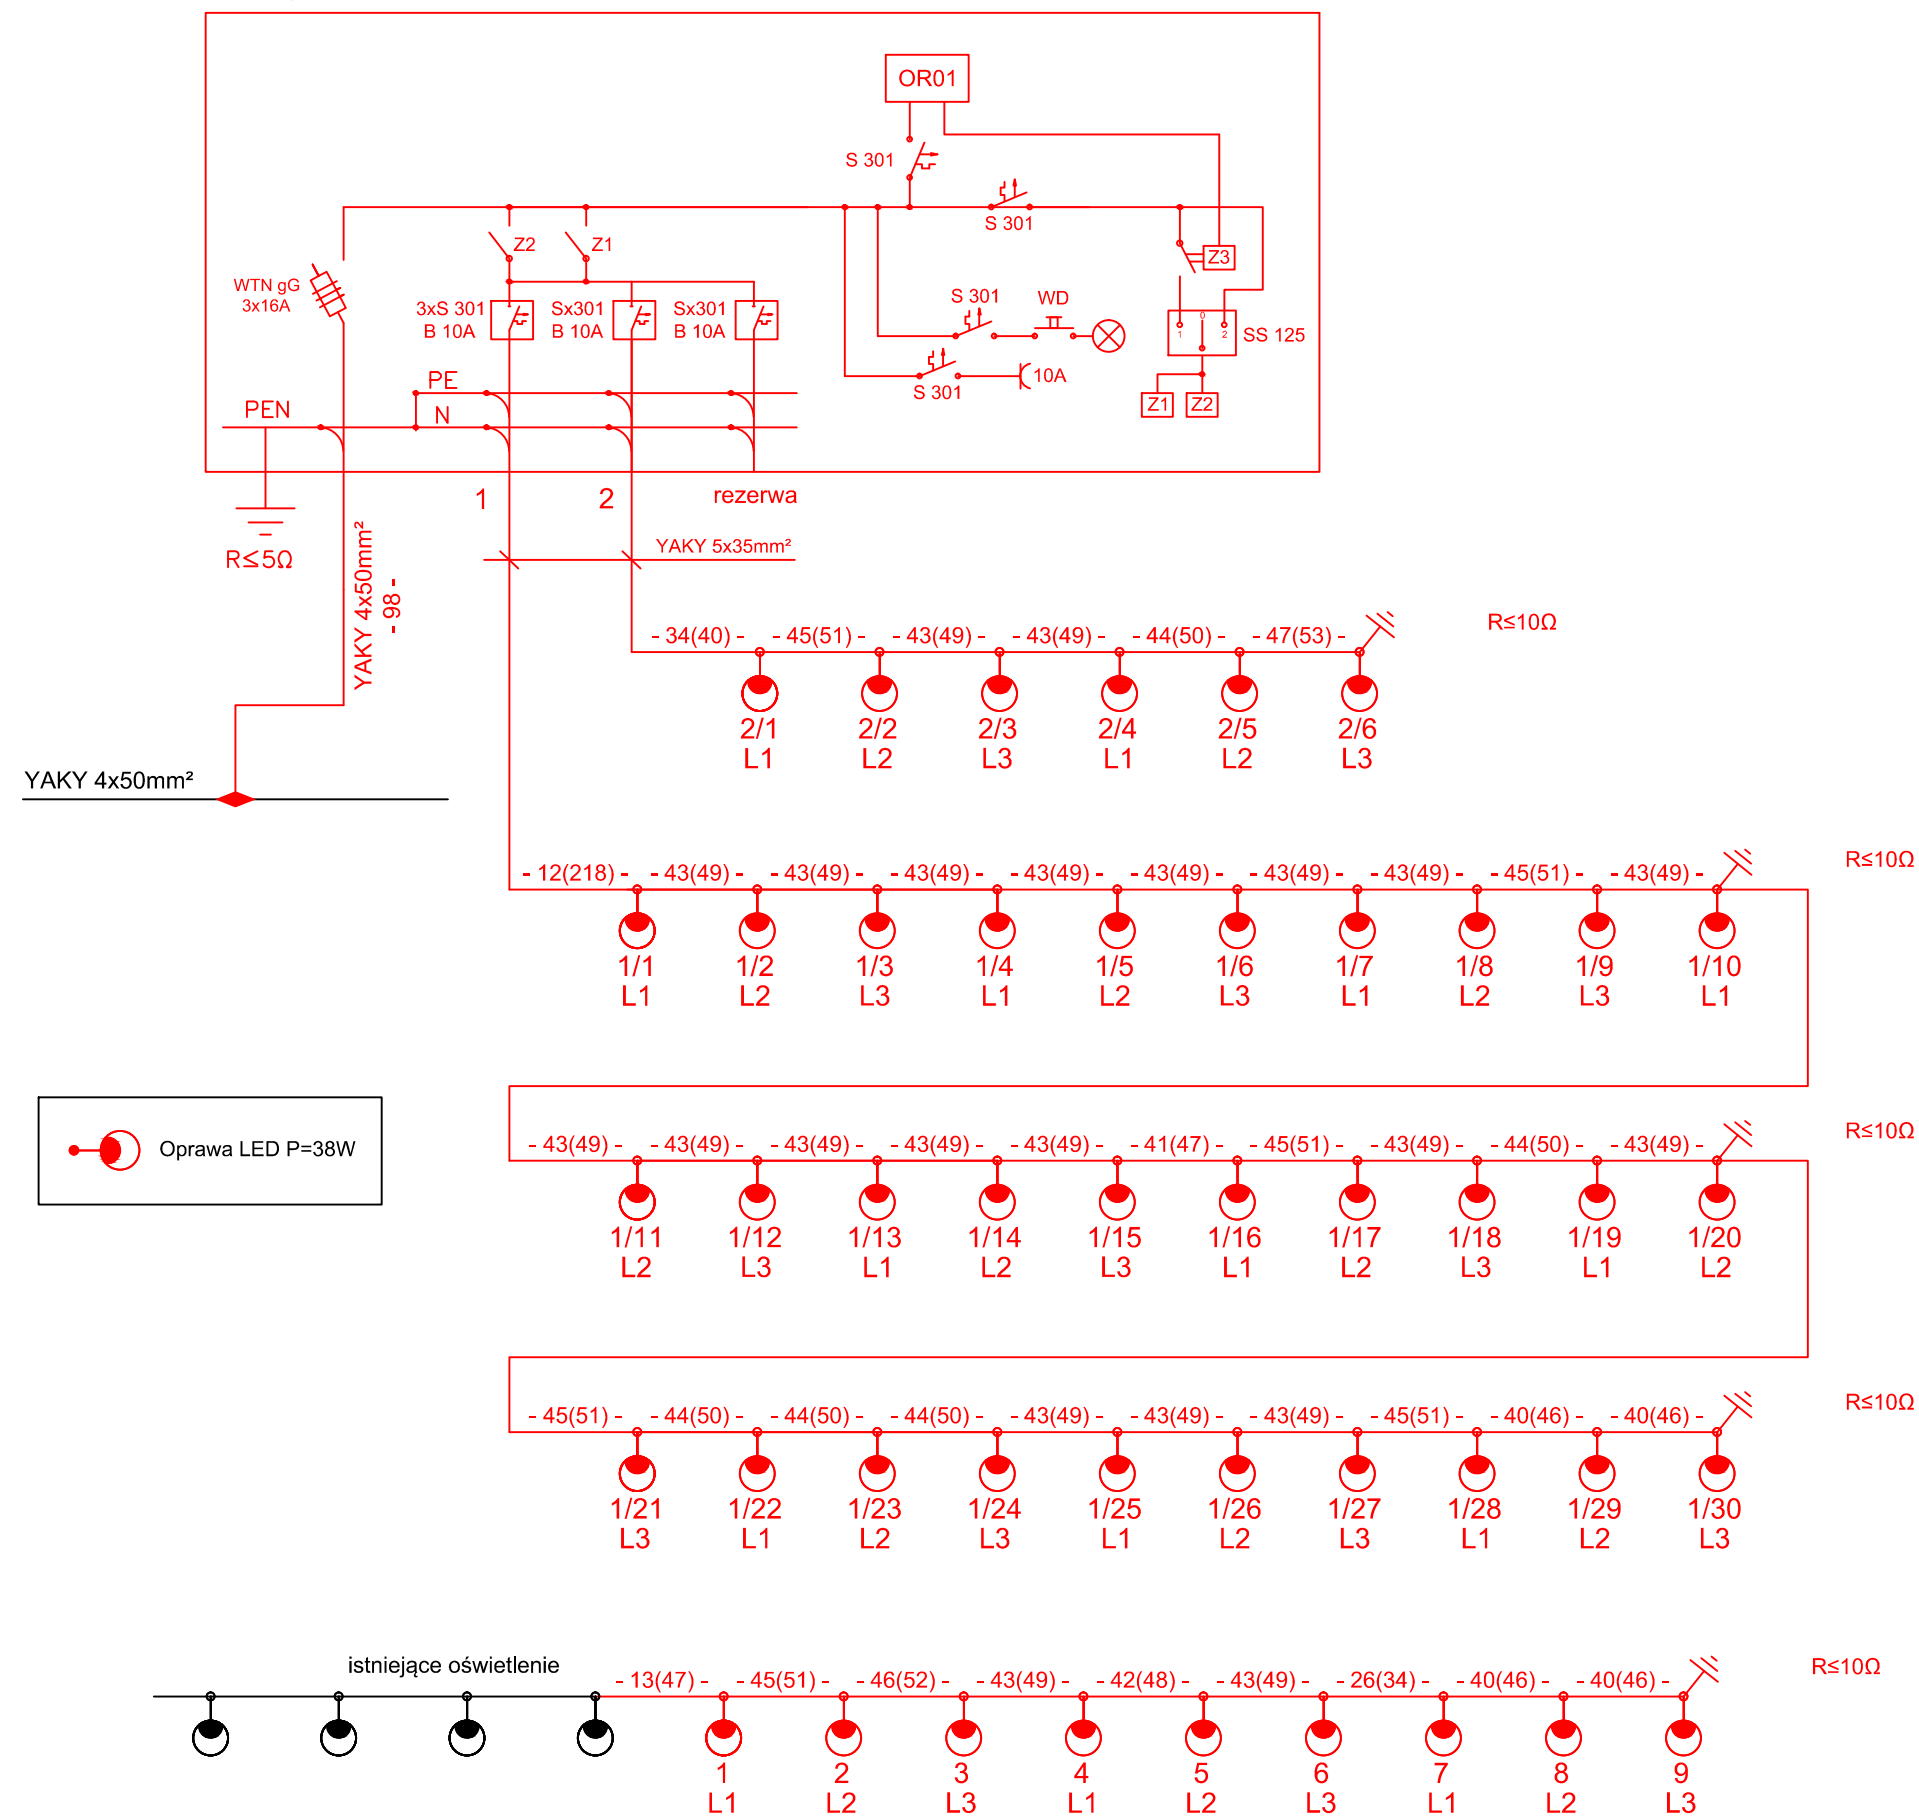 OR01
S 301
S 301
Z2
Z1
Z3
WTN gG
3x16A
3xS 301
B 10A
Sx301
B 10A
Sx301
B 10A
S 301
WD
1
0
2
SS 125
S 301
10A
Z1
Z2
PE
PEN
N
1
2
rezerwa
R≤5Ω
YAKY 4x50mm²
- 98 -
YAKY 5x35mm²
- 34(40) - - 45(51) - - 43(49) - - 43(49) - - 44(50) - - 47(53) -
R≤10Ω
2/1 2/2 2/3 2/4 2/5 2/6
L1 L2 L3 L1 L2 L3
YAKY 4x50mm²
- 12(218) - - 43(49) - - 43(49) - - 43(49) - - 43(49) - - 43(49) - - 43(49) - - 43(49) - - 45(51) - - 43(49) -
R≤10Ω
1/1 1/2 1/3 1/4 1/5 1/6 1/7 1/8 1/9 1/10
L1 L2 L3 L1 L2 L3 L1 L2 L3 L1
Oprawa LED P=38W
- 43(49) - - 43(49) - - 43(49) - - 43(49) - - 43(49) - - 41(47) - - 45(51) - - 43(49) - - 44(50) - - 43(49) -
R≤10Ω
1/11 1/12 1/13 1/14 1/15 1/16 1/17 1/18 1/19 1/20
L2 L3 L1 L2 L3 L1 L2 L3 L1 L2
- 45(51) - - 44(50) - - 44(50) - - 44(50) - - 43(49) - - 43(49) - - 43(49) - - 45(51) - - 40(46) - - 40(46) -
R≤10Ω
1/21 1/22 1/23 1/24 1/25 1/26 1/27 1/28 1/29 1/30
L3 L1 L2 L3 L1 L2 L3 L1 L2 L3
istniejące oświetlenie
- 13(47) - - 45(51) - - 46(52) - - 43(49) - - 42(48) - - 43(49) - - 26(34) - - 40(46) - - 40(46) -
R≤10Ω
1 2 3 4 5 6 7 8 9
L1 L2 L3 L1 L2 L3 L1 L2 L3